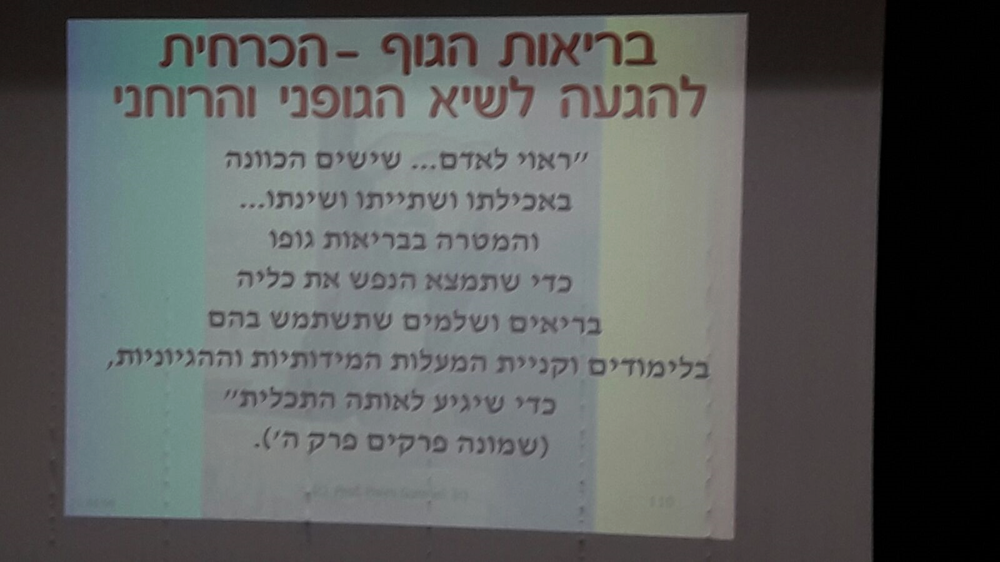 בריאות הגוף – הכרחית
להגעה לשיא הגופני והרוחני
"ראוי לאדם... שישים הכוונה
באכילתו ושתייתו ושינתו...
והמטרה בבריאות גופו
כדי שתמצא הנפש את כליה
בריאים ושלמים שתשתמש בהם
בלימודים וקניית המעלות המידותיות וההגיוניות,
כדי שיגיע לאותה התכלית"
(שמונה פרקים פרק ה').
110